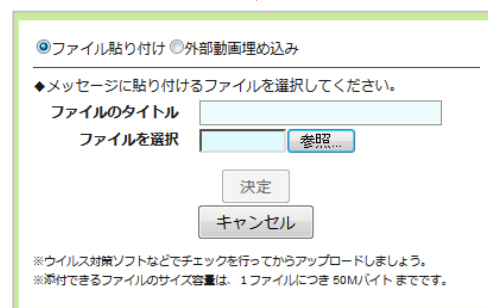 ファイル貼り付け 外部動画埋め込み
◆メッセージに貼り付けるファイルを選択してください。
ファイルのタイトル
ファイルを選択 参照...
決定
キャンセル
※ウイルス対策ソフトなどでチェックを行ってからアップロードしましょう。
※添付できるファイルのサイズ容量は、1ファイルにつき 50Mバイト までです。